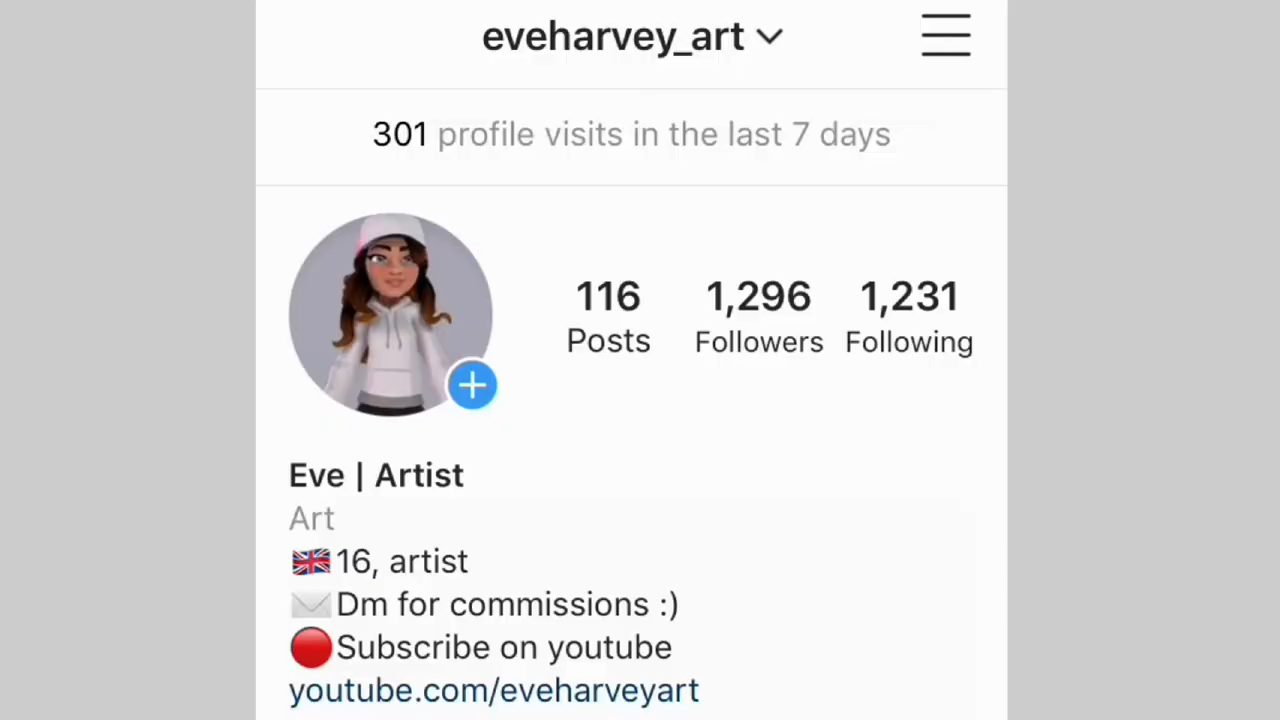 eveharvey_art
301 profile visits in the last 7 days
116 1,296 1,231
Posts Followers Following
Eve | Artist
Art
🇬🇧16, artist
✉️Dm for commissions :)
🔴Subscribe on youtube
youtube.com/eveharveyart